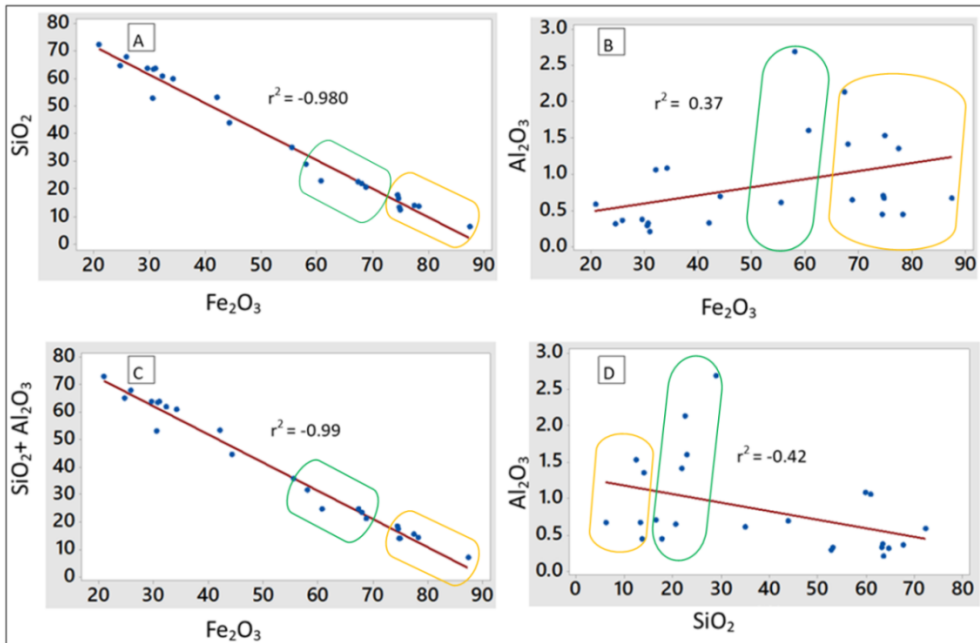 A
SiO₂
80
70
60
50
40
30
20
10
0
r² = -0.980
20 30 40 50 60 70 80 90
Fe₂O₃
B
Al₂O₃
3.0
2.5
2.0
1.5
1.0
0.5
0.0
r² = 0.37
20 30 40 50 60 70 80 90
Fe₂O₃
C
SiO₂+ Al₂O₃
80
70
60
50
40
30
20
10
0
r² = -0.99
20 30 40 50 60 70 80 90
Fe₂O₃
D
Al₂O₃
3.0
2.5
2.0
1.5
1.0
0.5
0.0
r² = -0.42
0 10 20 30 40 50 60 70 80
SiO₂